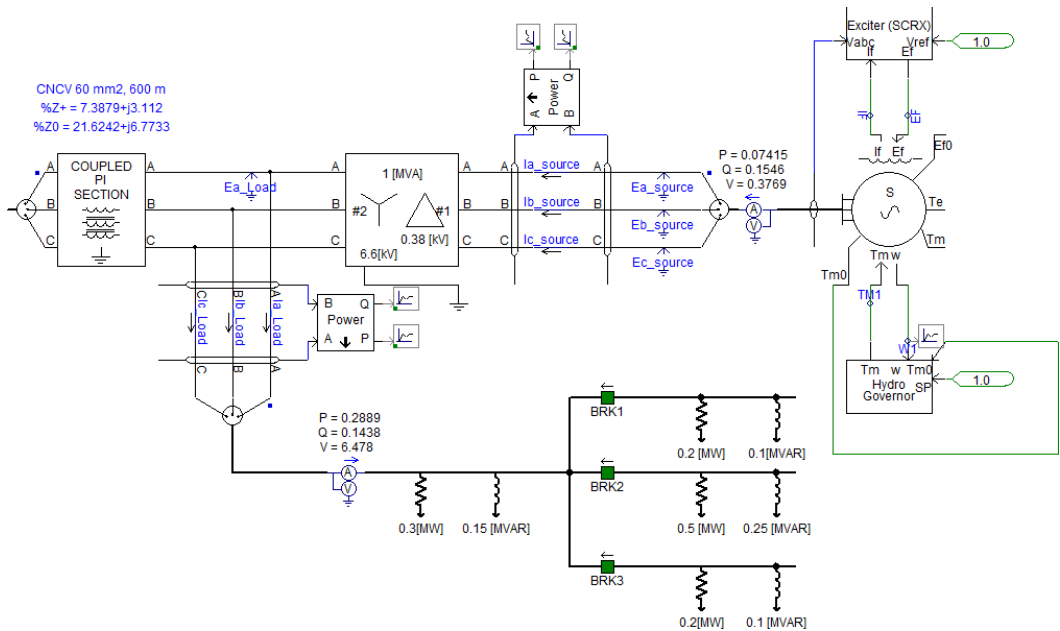 Exciter (SCRX)
Vabc
Vref
If
Ef
1.0
IF
EF
If
Ef
Ef0
S
Te
Tm
Tm0
Tm
w
TM1
W1
Tm
w
Tm0
SP
Hydro
Governor
1.0
P
Q
Power
A
B
CNCV 60 mm2, 600 m
%Z+ = 7.3879+j3.112
%Z0 = 21.6242+j6.7733
COUPLED
PI
SECTION
A
B
C
A
B
C
Ea_Load
A
B
C
1 [MVA]
#2
#1
0.38 [kV]
6.6[kV]
A
B
C
A
B
C
Ia_source
Ib_source
Ic_source
A
B
C
Ea_source
Eb_source
Ec_source
P = 0.07415
Q = 0.1546
V = 0.3769
A
V
C
B
A
Ic_Load
Ib_Load
Ia_Load
C
B
A
B
Q
Power
A
P
P = 0.2889
Q = 0.1438
V = 6.478
A
V
0.3[MW]
0.15 [MVAR]
BRK1
0.2 [MW]
0.1[MVAR]
BRK2
0.5 [MW]
0.25 [MVAR]
BRK3
0.2[MW]
0.1 [MVAR]